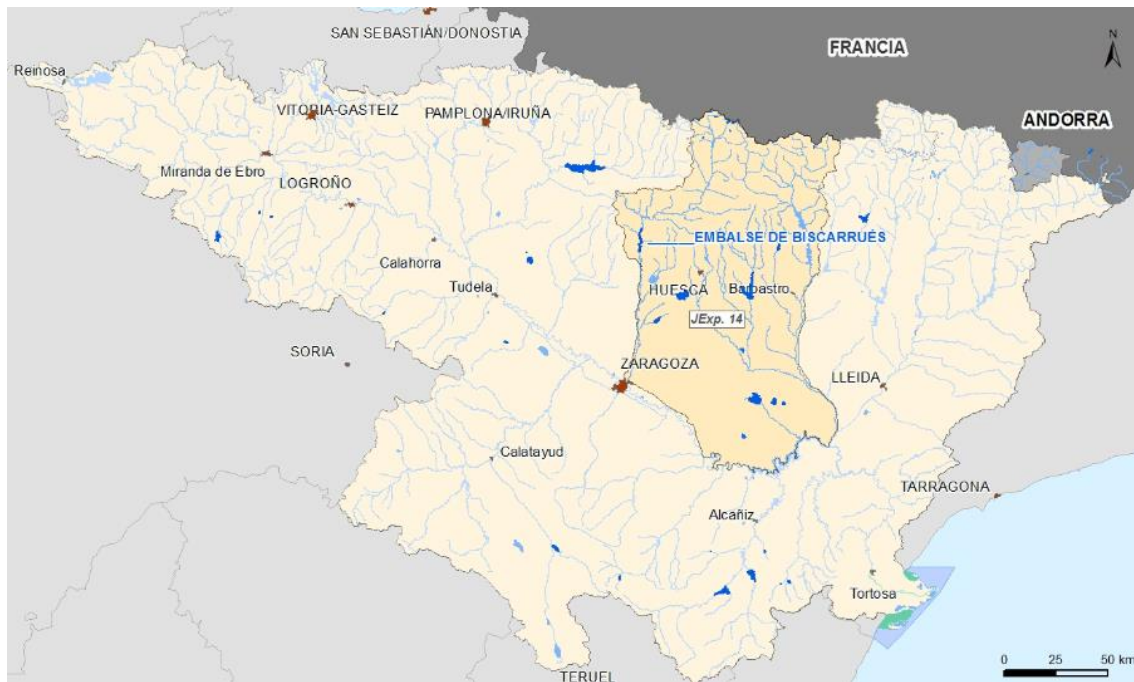 SAN SEBASTIÁN/DONOSTIA
FRANCIA
N
Reinosa
VITORIA-GASTEIZ
PAMPLONA/IRUÑA
ANDORRA
Miranda de Ebro
LOGROÑO
EMBALSE DE BISCARRUÉS
Calahorra
Tudela
HUESCA
Barbastro
JExp. 14
SORIA
ZARAGOZA
LLEIDA
Calatayud
TARRAGONA
Alcañiz
Tortosa
TERUEL
0 25 50 km